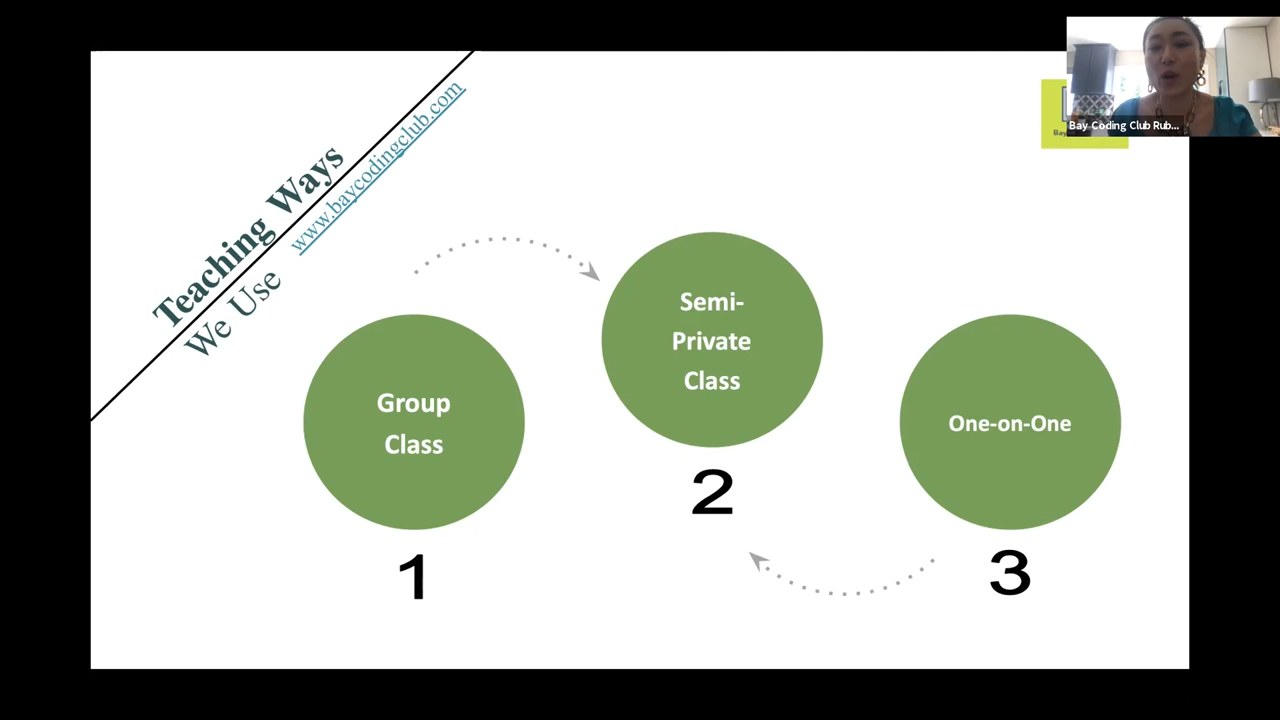 Teaching Ways
We Use
www.baycodingclub.com
Bay Coding Club Rub...
Bay
Group
Class
1
Semi-
Private
Class
2
One-on-One
3